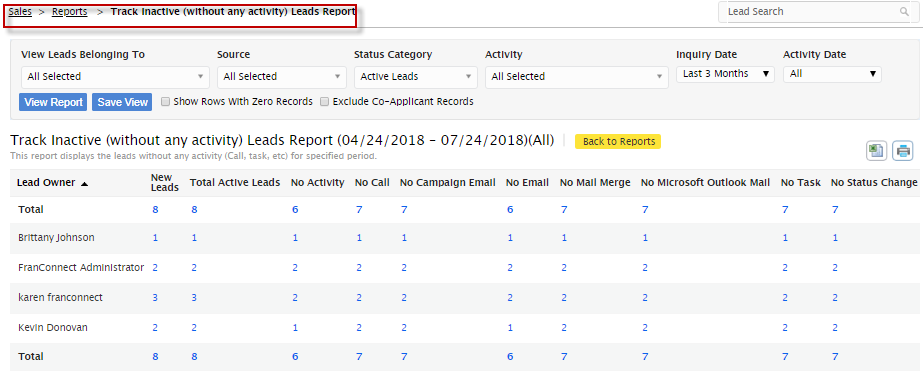 Sales > Reports > Track Inactive (without any activity) Leads Report
Lead Search
View Leads Belonging To Source Status Category Activity Inquiry Date Activity Date
All Selected All Selected Active Leads All Selected Last 3 Months All
View Report Save View Show Rows With Zero Records Exclude Co-Applicant Records
Track Inactive (without any activity) Leads Report (04/24/2018 - 07/24/2018)(All) Back to Reports
This report displays the leads without any activity (Call, task, etc) for specified period.
Lead Owner New Leads Total Active Leads No Activity No Call No Campaign Email No Email No Mail Merge No Microsoft Outlook Mail No Task No Status Change
Total 8 8 6 7 7 6 7 7 7 7
Brittany Johnson 1 1 1 1 1 1 1 1 1 1
FranConnect Administrator 2 2 2 2 2 2 2 2 2 2
karen franconnect 3 3 2 2 2 2 2 2 2 2
Kevin Donovan 2 2 1 2 2 1 2 2 2 2
Total 8 8 6 7 7 6 7 7 7 7